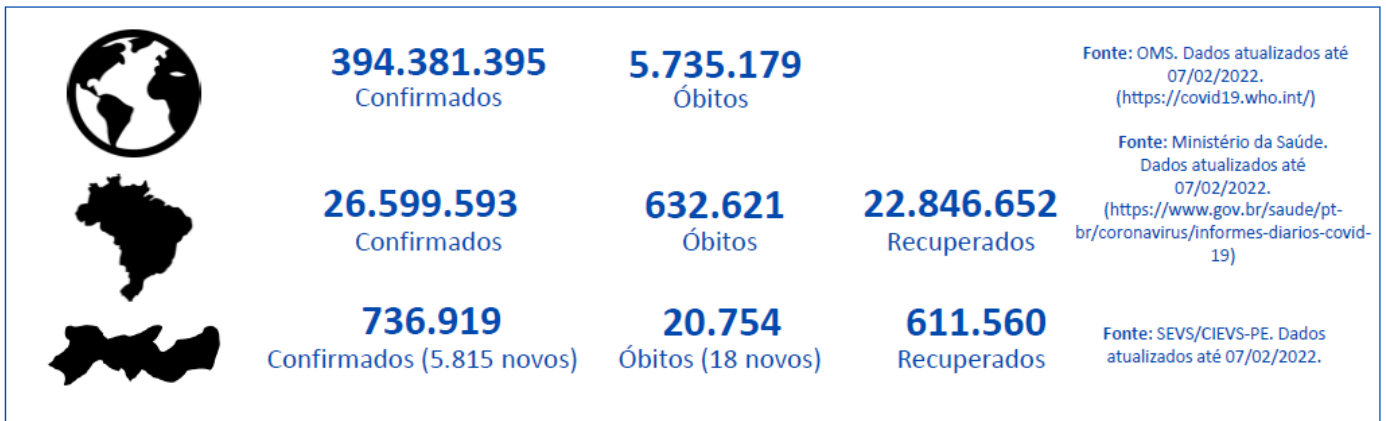 394.381.395
Confirmados
5.735.179
Óbitos
Fonte: OMS. Dados atualizados até
07/02/2022.
(https://covid19.who.int/)
26.599.593
Confirmados
632.621
Óbitos
22.846.652
Recuperados
Fonte: Ministério da Saúde.
Dados atualizados até
07/02/2022.
(https://www.gov.br/saude/pt-
br/coronavirus/informes-diarios-covid-
19)
736.919
Confirmados (5.815 novos)
20.754
Óbitos (18 novos)
611.560
Recuperados
Fonte: SEVS/CIEVS-PE. Dados
atualizados até 07/02/2022.